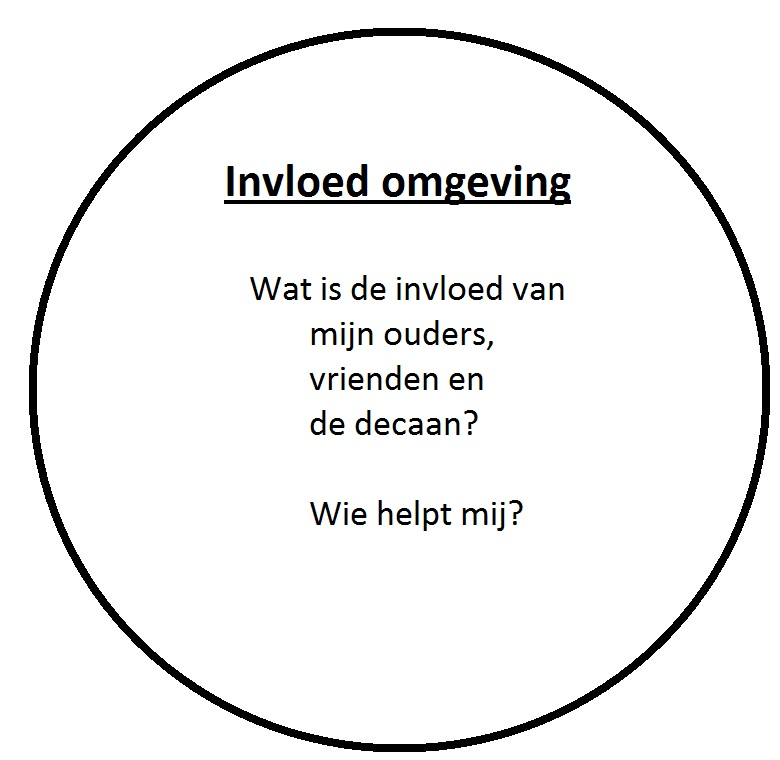 Invloed omgeving
Wat is de invloed van
mijn ouders,
vrienden en
de decaan?
Wie helpt mij?